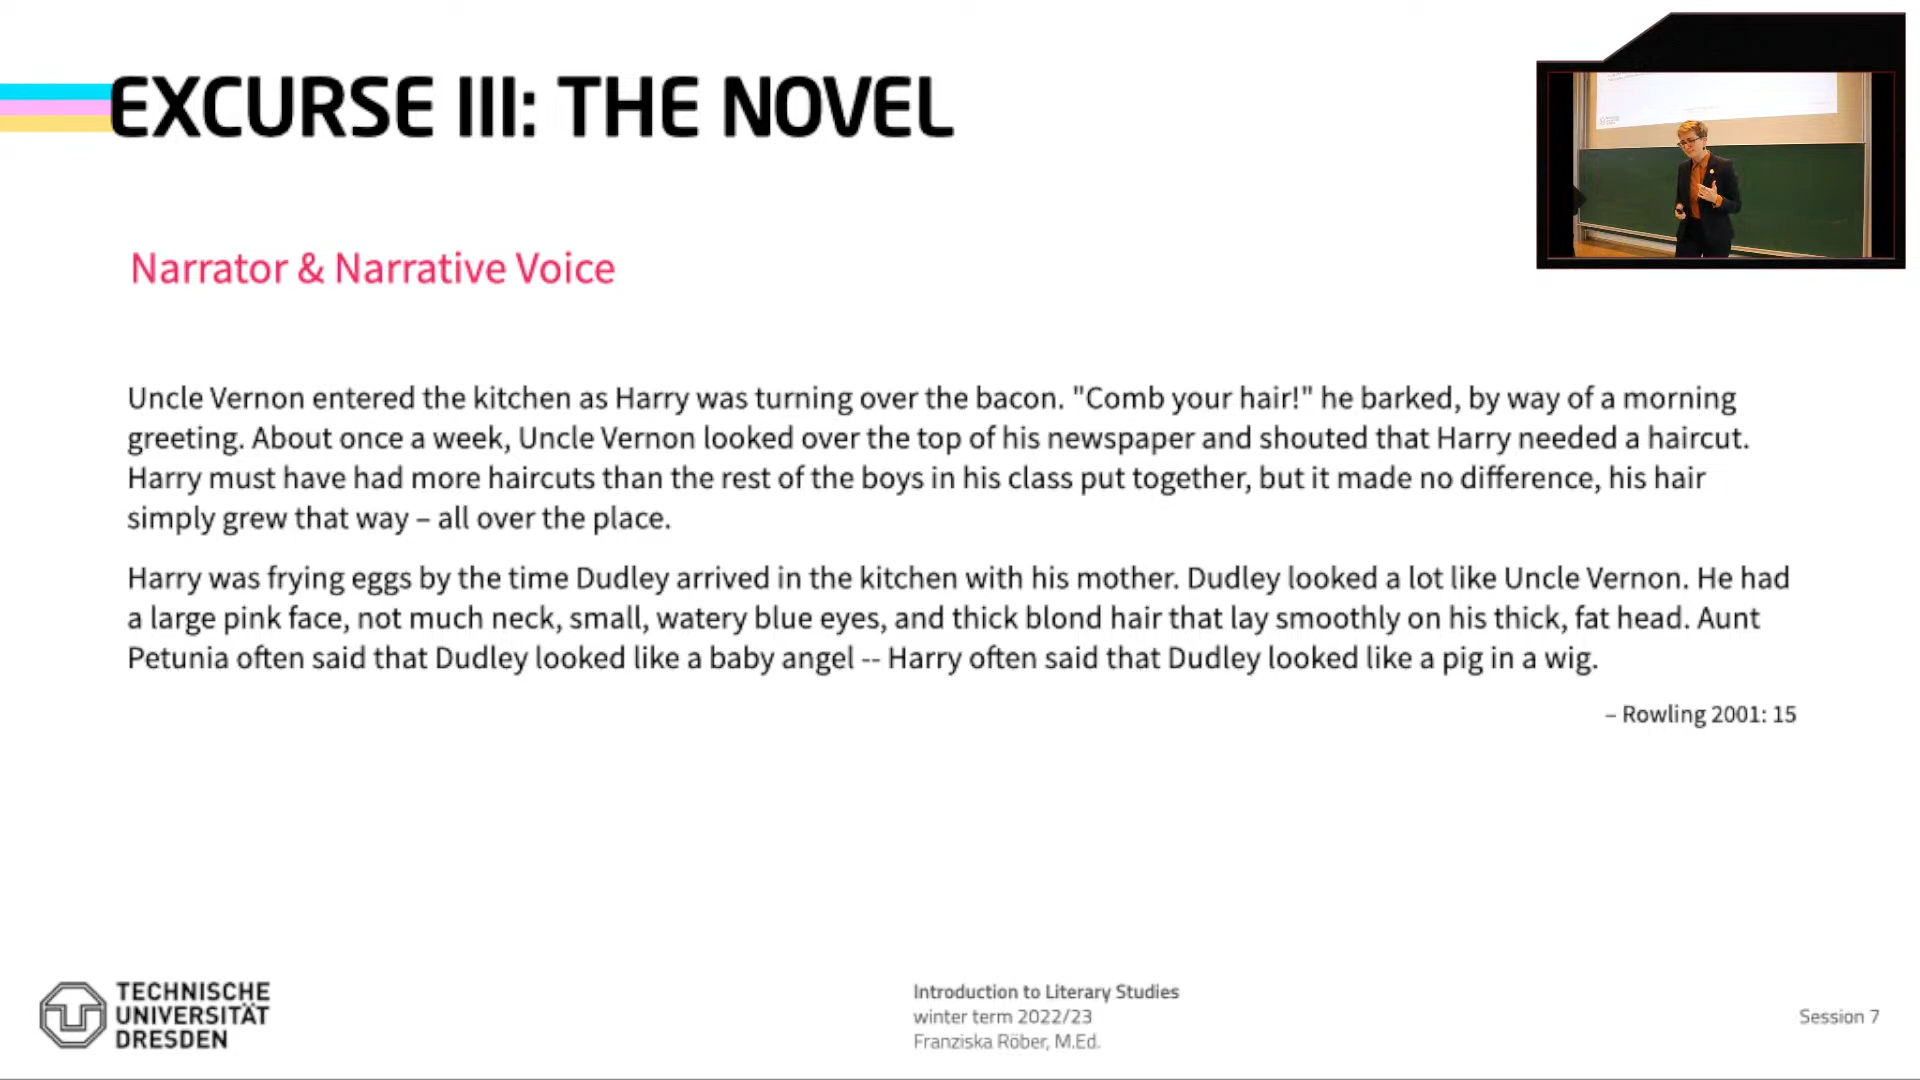 EXCURSE III: THE NOVEL
Narrator & Narrative Voice
Uncle Vernon entered the kitchen as Harry was turning over the bacon. "Comb your hair!" he barked, by way of a morning
greeting. About once a week, Uncle Vernon looked over the top of his newspaper and shouted that Harry needed a haircut.
Harry must have had more haircuts than the rest of the boys in his class put together, but it made no difference, his hair
simply grew that way – all over the place.
Harry was frying eggs by the time Dudley arrived in the kitchen with his mother. Dudley looked a lot like Uncle Vernon. He had
a large pink face, not much neck, small, watery blue eyes, and thick blond hair that lay smoothly on his thick, fat head. Aunt
Petunia often said that Dudley looked like a baby angel -- Harry often said that Dudley looked like a pig in a wig.
– Rowling 2001: 15
TECHNISCHE
UNIVERSITÄT
DRESDEN
Introduction to Literary Studies
winter term 2022/23
Franziska Röber, M.Ed.
Session 7